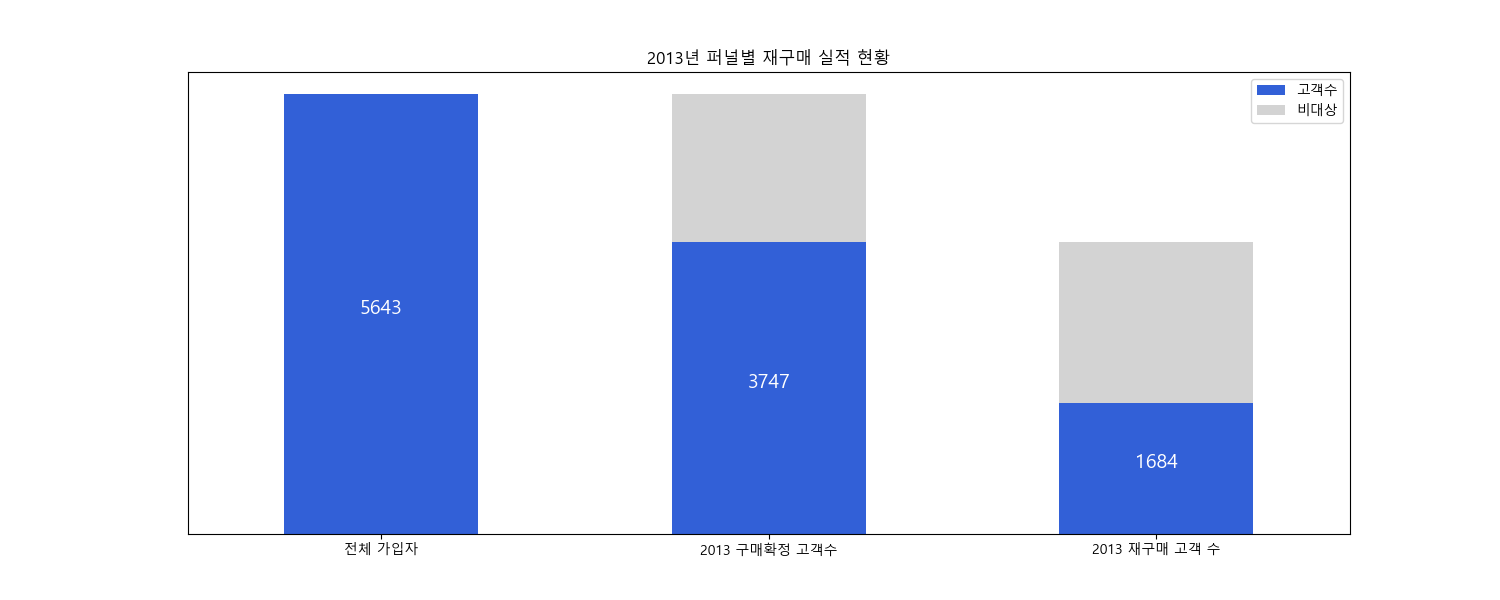 2013년 퍼널별 재구매 실적 현황
고객수
비대상
5643
3747
1684
전체 가입자
2013 구매확정 고객수
2013 재구매 고객 수